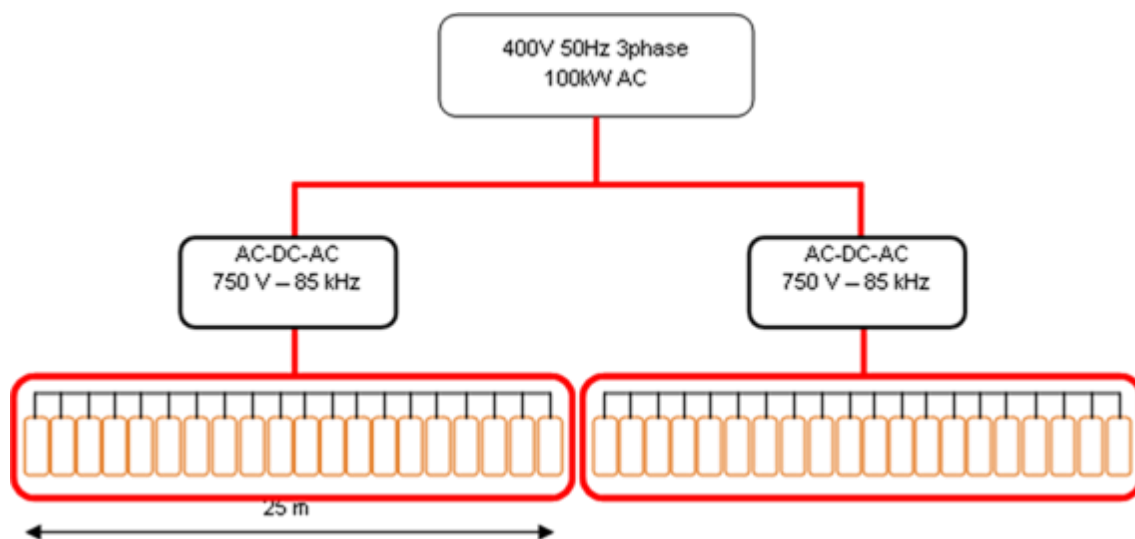 400V 50Hz 3phase
100kW AC
AC-DC-AC
750 V – 85 kHz
AC-DC-AC
750 V – 85 kHz
25 m